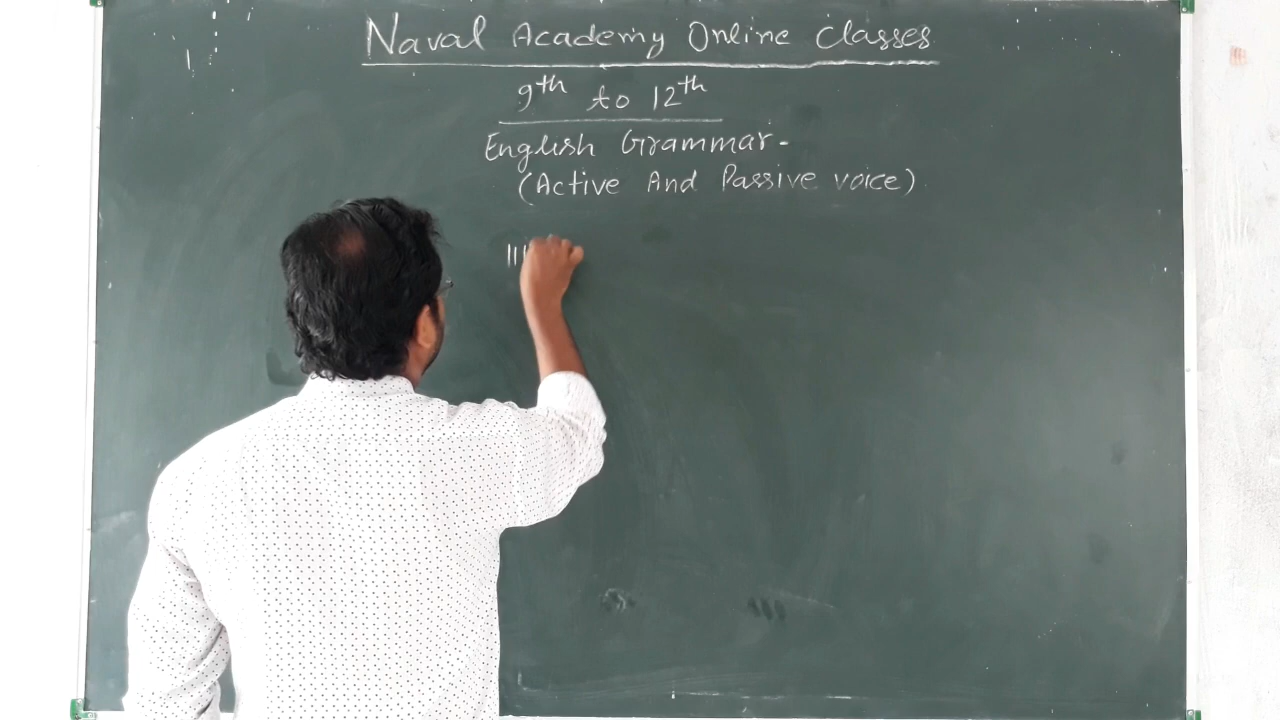 Naval Academy Online classes
9th to 12th
English Grammar-
(Active And Passive voice)